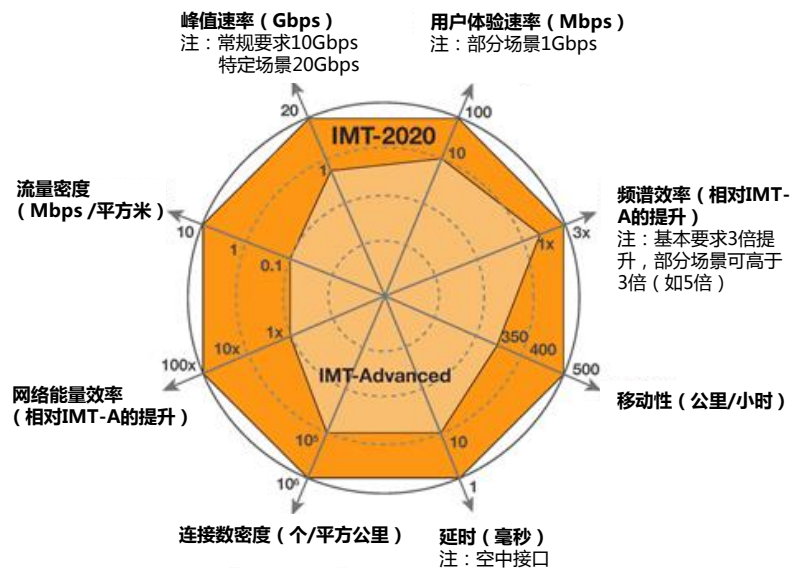 峰值速率（Gbps）
注：常规要求10Gbps
特定场景20Gbps
用户体验速率（Mbps）
注：部分场景1Gbps
20
100
IMT-2020
1
10
流量密度
（Mbps /平方米）
频谱效率（相对IMT-
A的提升）
注：基本要求3倍提
升，部分场景可高于
3倍（如5倍）
10
1
0.1
1x
3x
1x
350
400
500
10x
100x
IMT-Advanced
网络能量效率
（相对IMT-A的提升）
移动性（公里/小时）
10⁵
10
10⁶
1
连接数密度（个/平方公里）
延时（毫秒）
注：空中接口